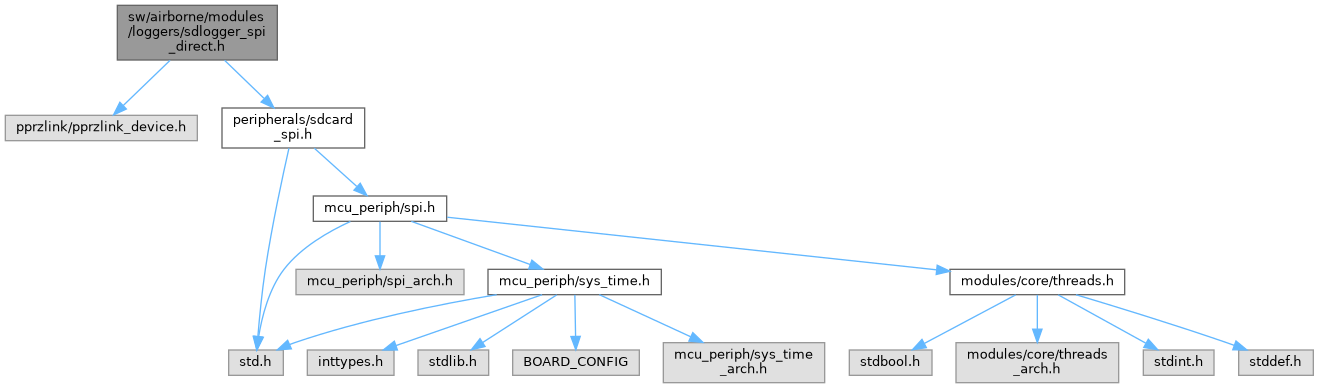 sw/airborne/modules
/loggers/sdlogger_spi
_direct.h
pprzlink/pprzlink_device.h
peripherals/sdcard
_spi.h
mcu_periph/spi.h
mcu_periph/spi_arch.h
mcu_periph/sys_time.h
modules/core/threads.h
std.h
inttypes.h
stdlib.h
BOARD_CONFIG
mcu_periph/sys_time
_arch.h
stdbool.h
modules/core/threads
_arch.h
stdint.h
stddef.h